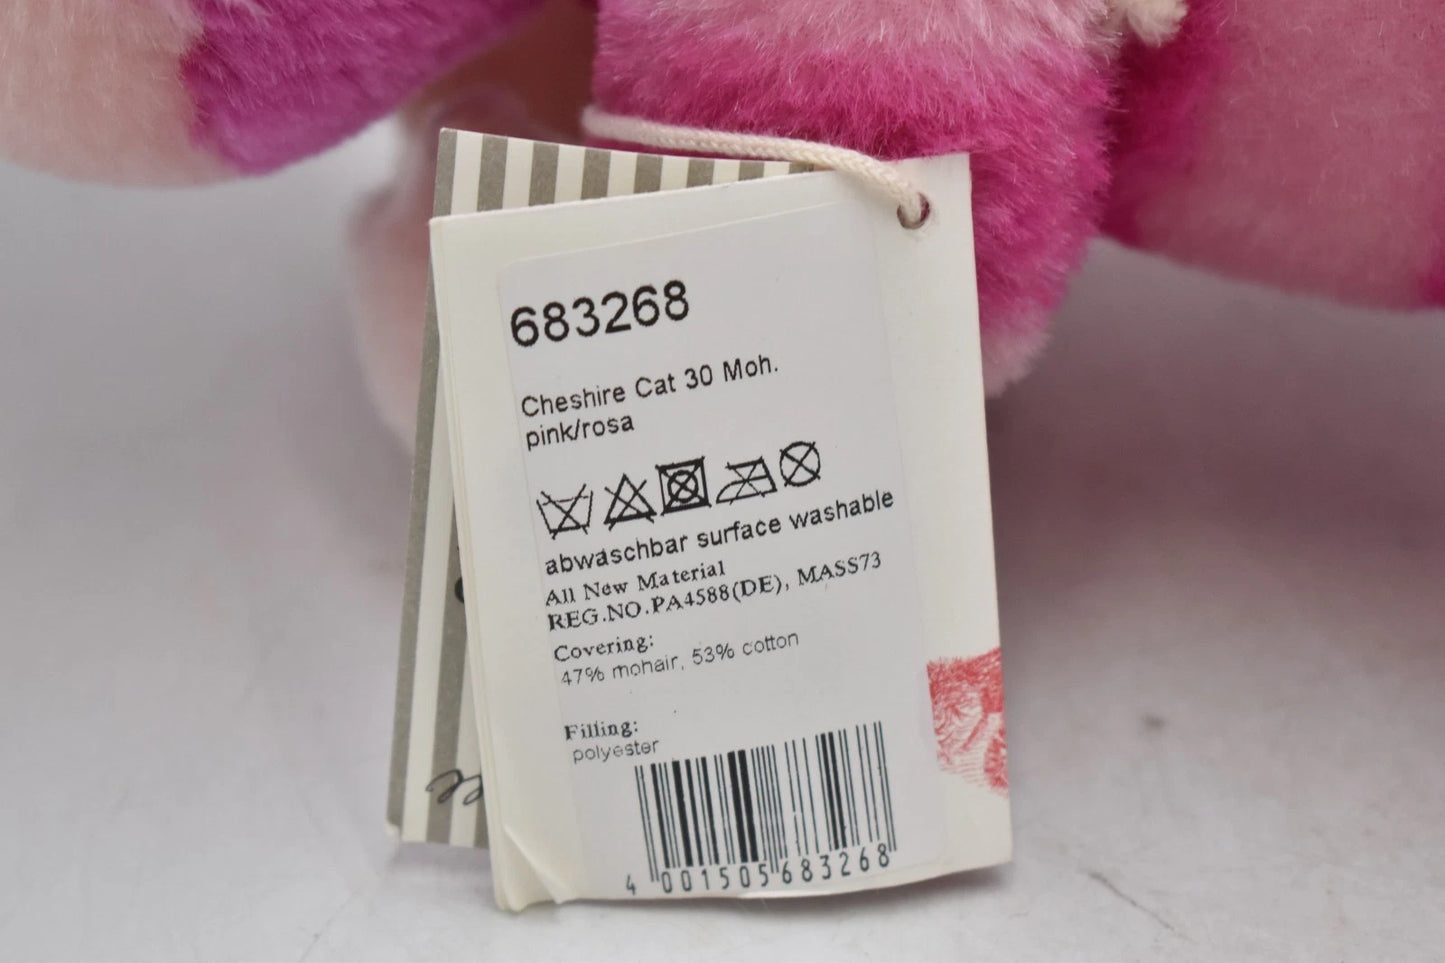 683268
Cheshire Cat 30 Moh.
pink/rosa
abwaschbar surface washable
All New Material
REG.NO.PA4588(DE), MASS73
Covering:
47% mohair, 53% cotton
Filling:
polyester
4 001505 683268